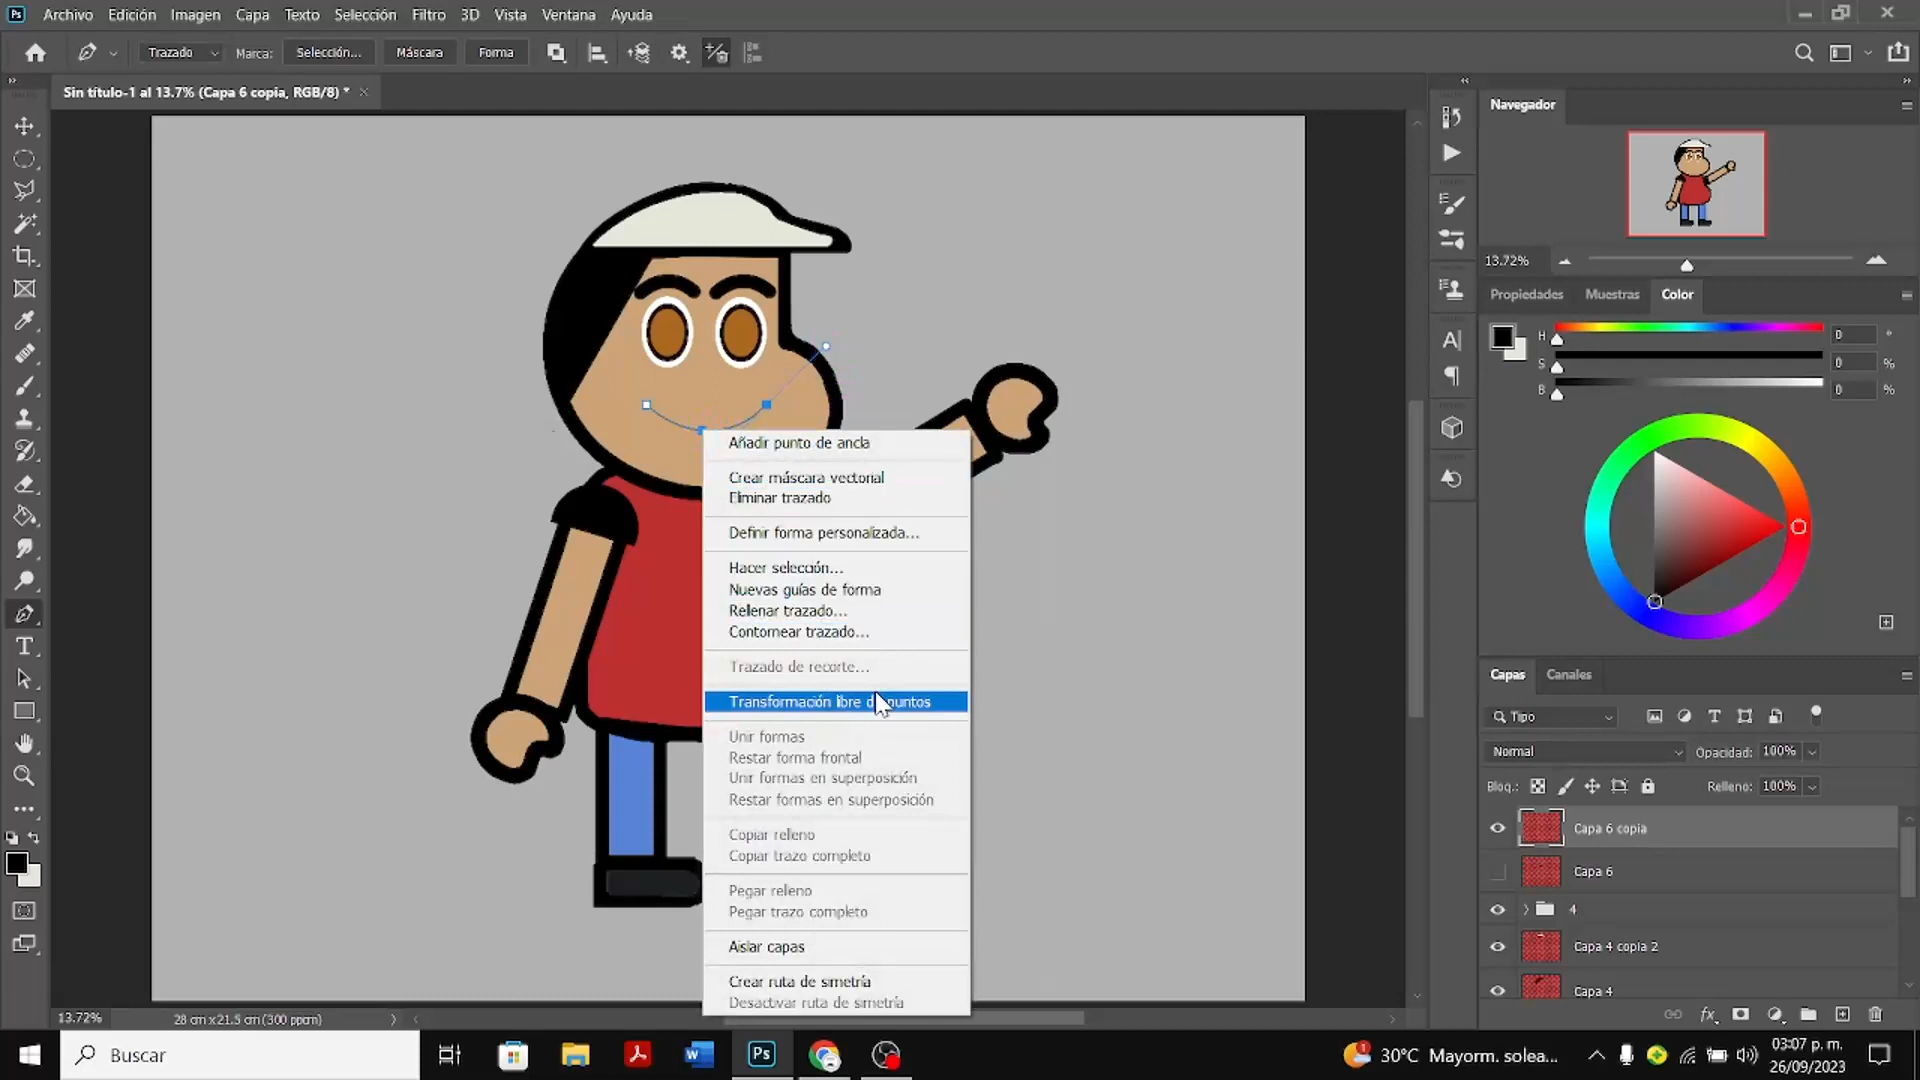 Ps Archivo Edición Imagen Capa Texto Selección Filtro 3D Vista Ventana Ayuda
Trazado Marca: Selección... Máscara Forma
Sin título-1 al 13.7% (Capa 6 copia, RGB/8) *
Navegador
13.72%
Propiedades Muestras Color
H 0 °
S 0 %
B 0 %
Añadir punto de ancla
Crear máscara vectorial
Eliminar trazado
Definir forma personalizada...
Hacer selección...
Nuevas guías de forma
Rellenar trazado...
Contornear trazado...
Trazado de recorte...
Transformación libre de puntos
Unir formas
Restar forma frontal
Unir formas en superposición
Restar formas en superposición
Copiar relleno
Copiar trazo completo
Pegar relleno
Pegar trazo completo
Aislar capas
Crear ruta de simetría
Desactivar ruta de simetría
Capas Canales
Tipo
Normal Opacidad: 100%
Bloq.: Relleno: 100%
Capa 6 copia
Capa 6
4
Capa 4 copia 2
Capa 4
fx
13.72% 28 cm x 21.5 cm (300 ppcm)
Buscar
W
Ps
1
30°C Mayorm. solea...
03:07 p. m.
26/09/2023